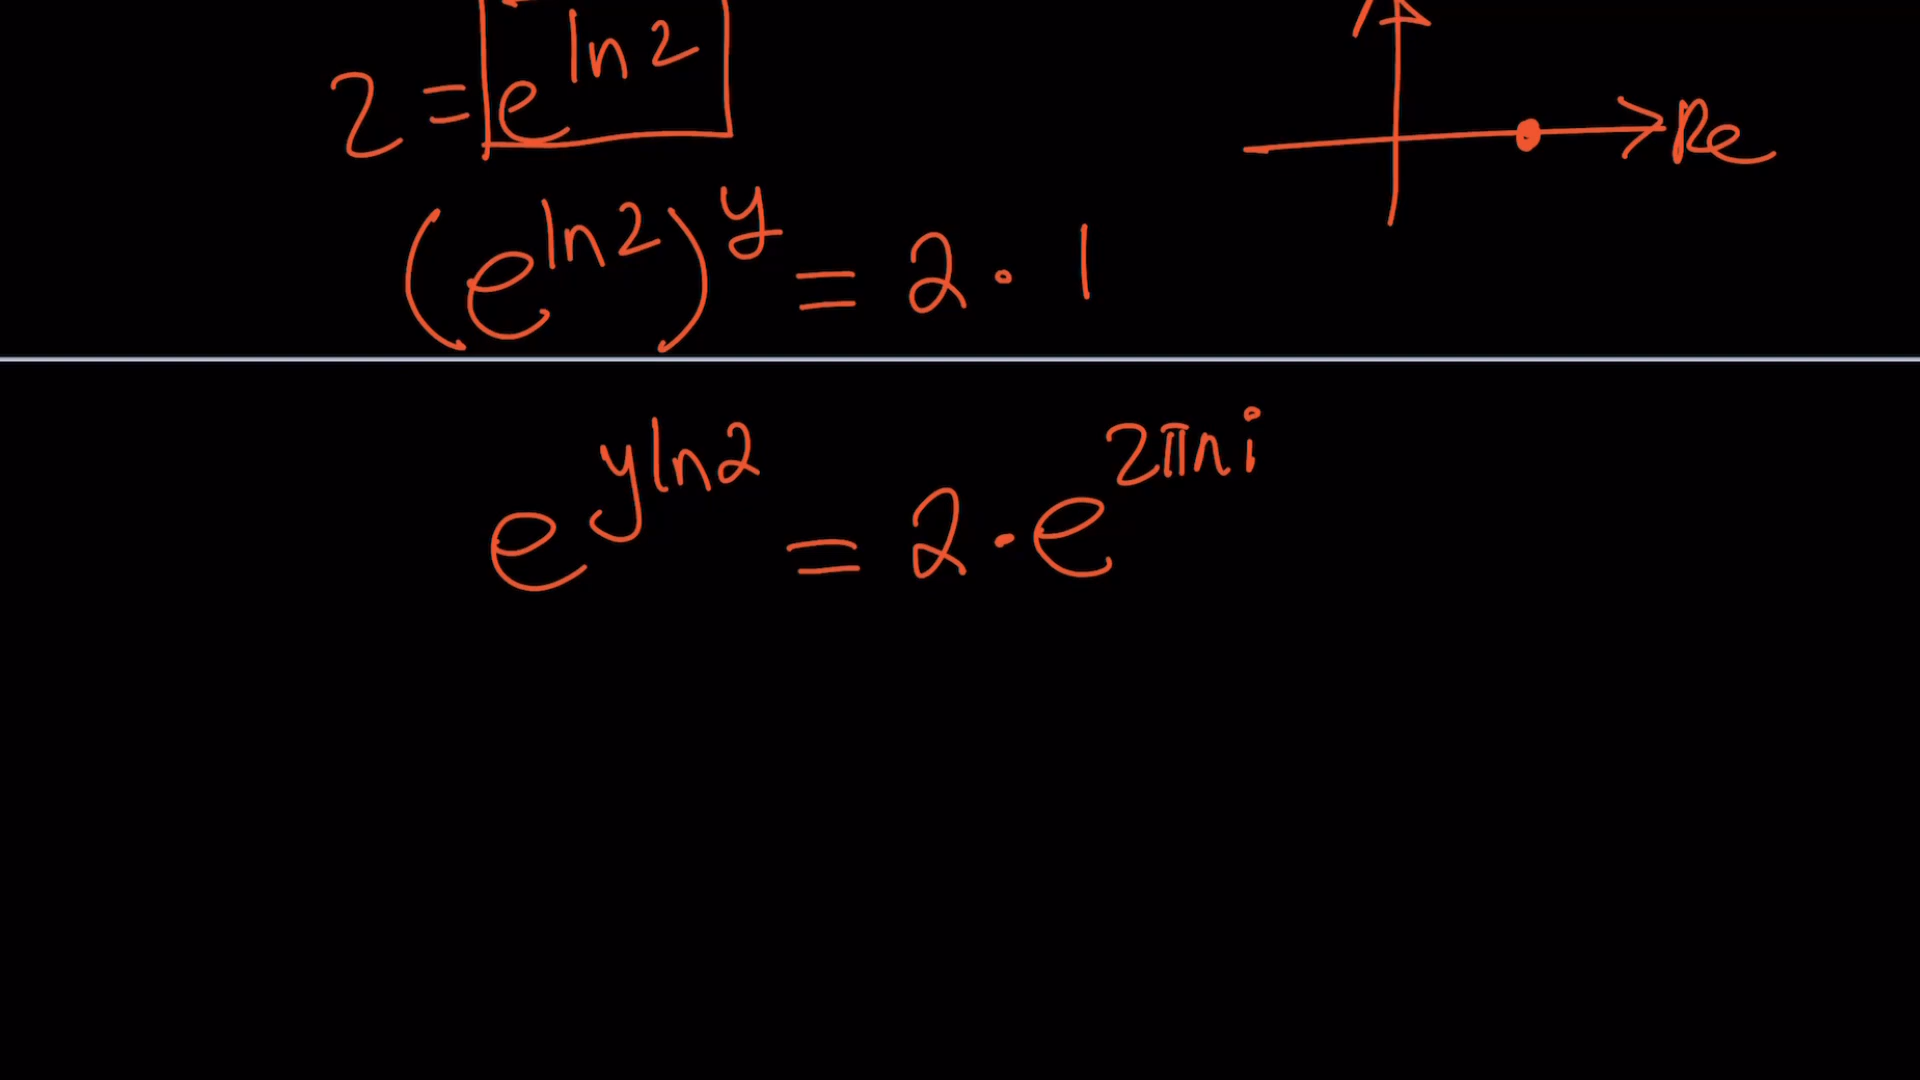 2 = e^{ln 2}
Re
(e^{ln 2})^y = 2 · 1
e^{y ln 2} = 2 · e^{2πni}